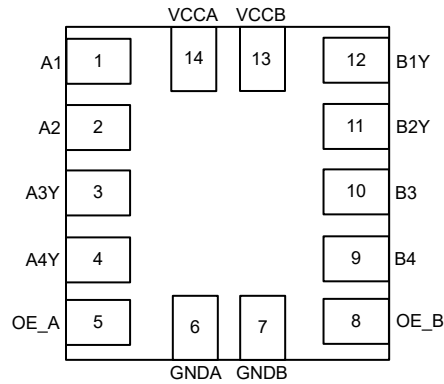 VCCA VCCB
A1 1 14 13 12 B1Y
A2 2 11 B2Y
A3Y 3 10 B3
A4Y 4 9 B4
OE_A 5 6 7 8 OE_B
GNDA GNDB